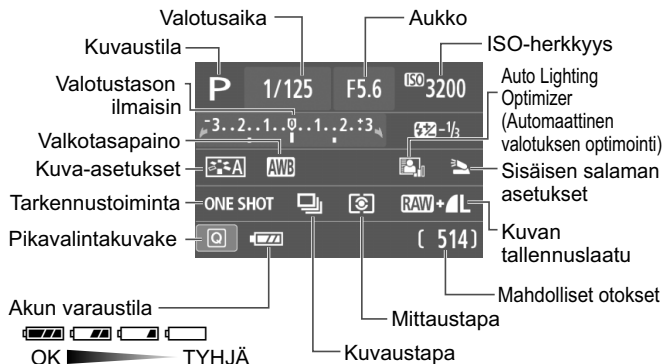 Valotusaika
Aukko
Kuvaustila
ISO-herkkyys
Valotustason
ilmaisin
Auto Lighting
Optimizer
(Automaattinen
valotuksen optimointi)
P 1/125 F5.6 ISO 3200
-3..2..1..0..1..2..+3 -1/3
Valkotasapaino
Kuva-asetukset
A AWB
Sisäisen salaman
asetukset
Tarkennustoiminta
ONE SHOT RAW+L
Kuvan
tallennuslaatu
Pikavalintakuvake
Q ( 514)
Mahdolliset otokset
Akun varaustila
Mittaustapa
Kuvaustapa
OK TYHJÄ